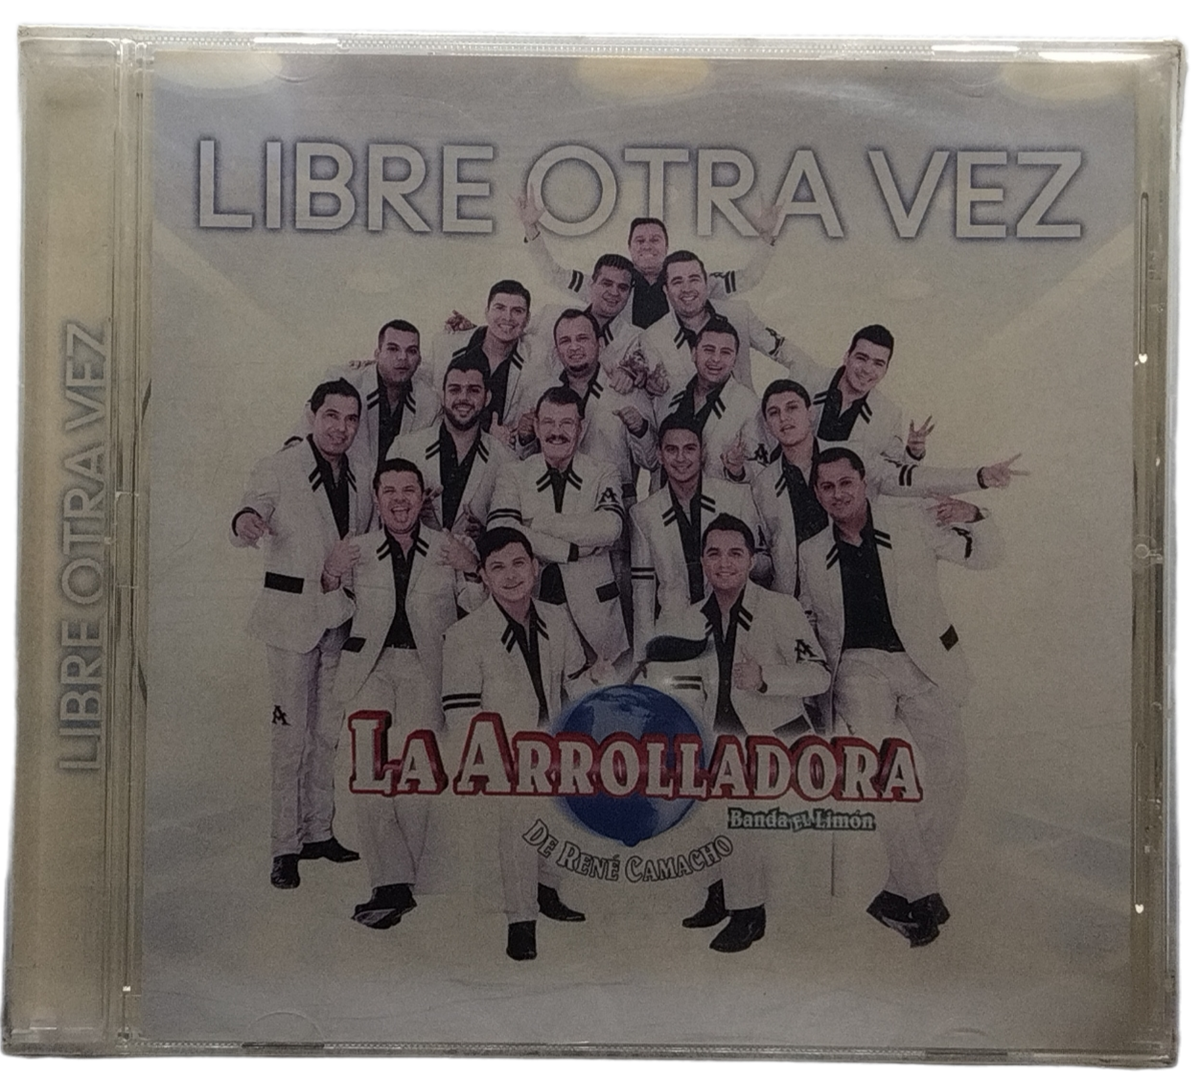 LIBRE OTRA VEZ
LIBRE OTRA VEZ
A
A
A
A
LA ARROLLADORA
Banda EL Limón
DE RENÉ CAMACHO